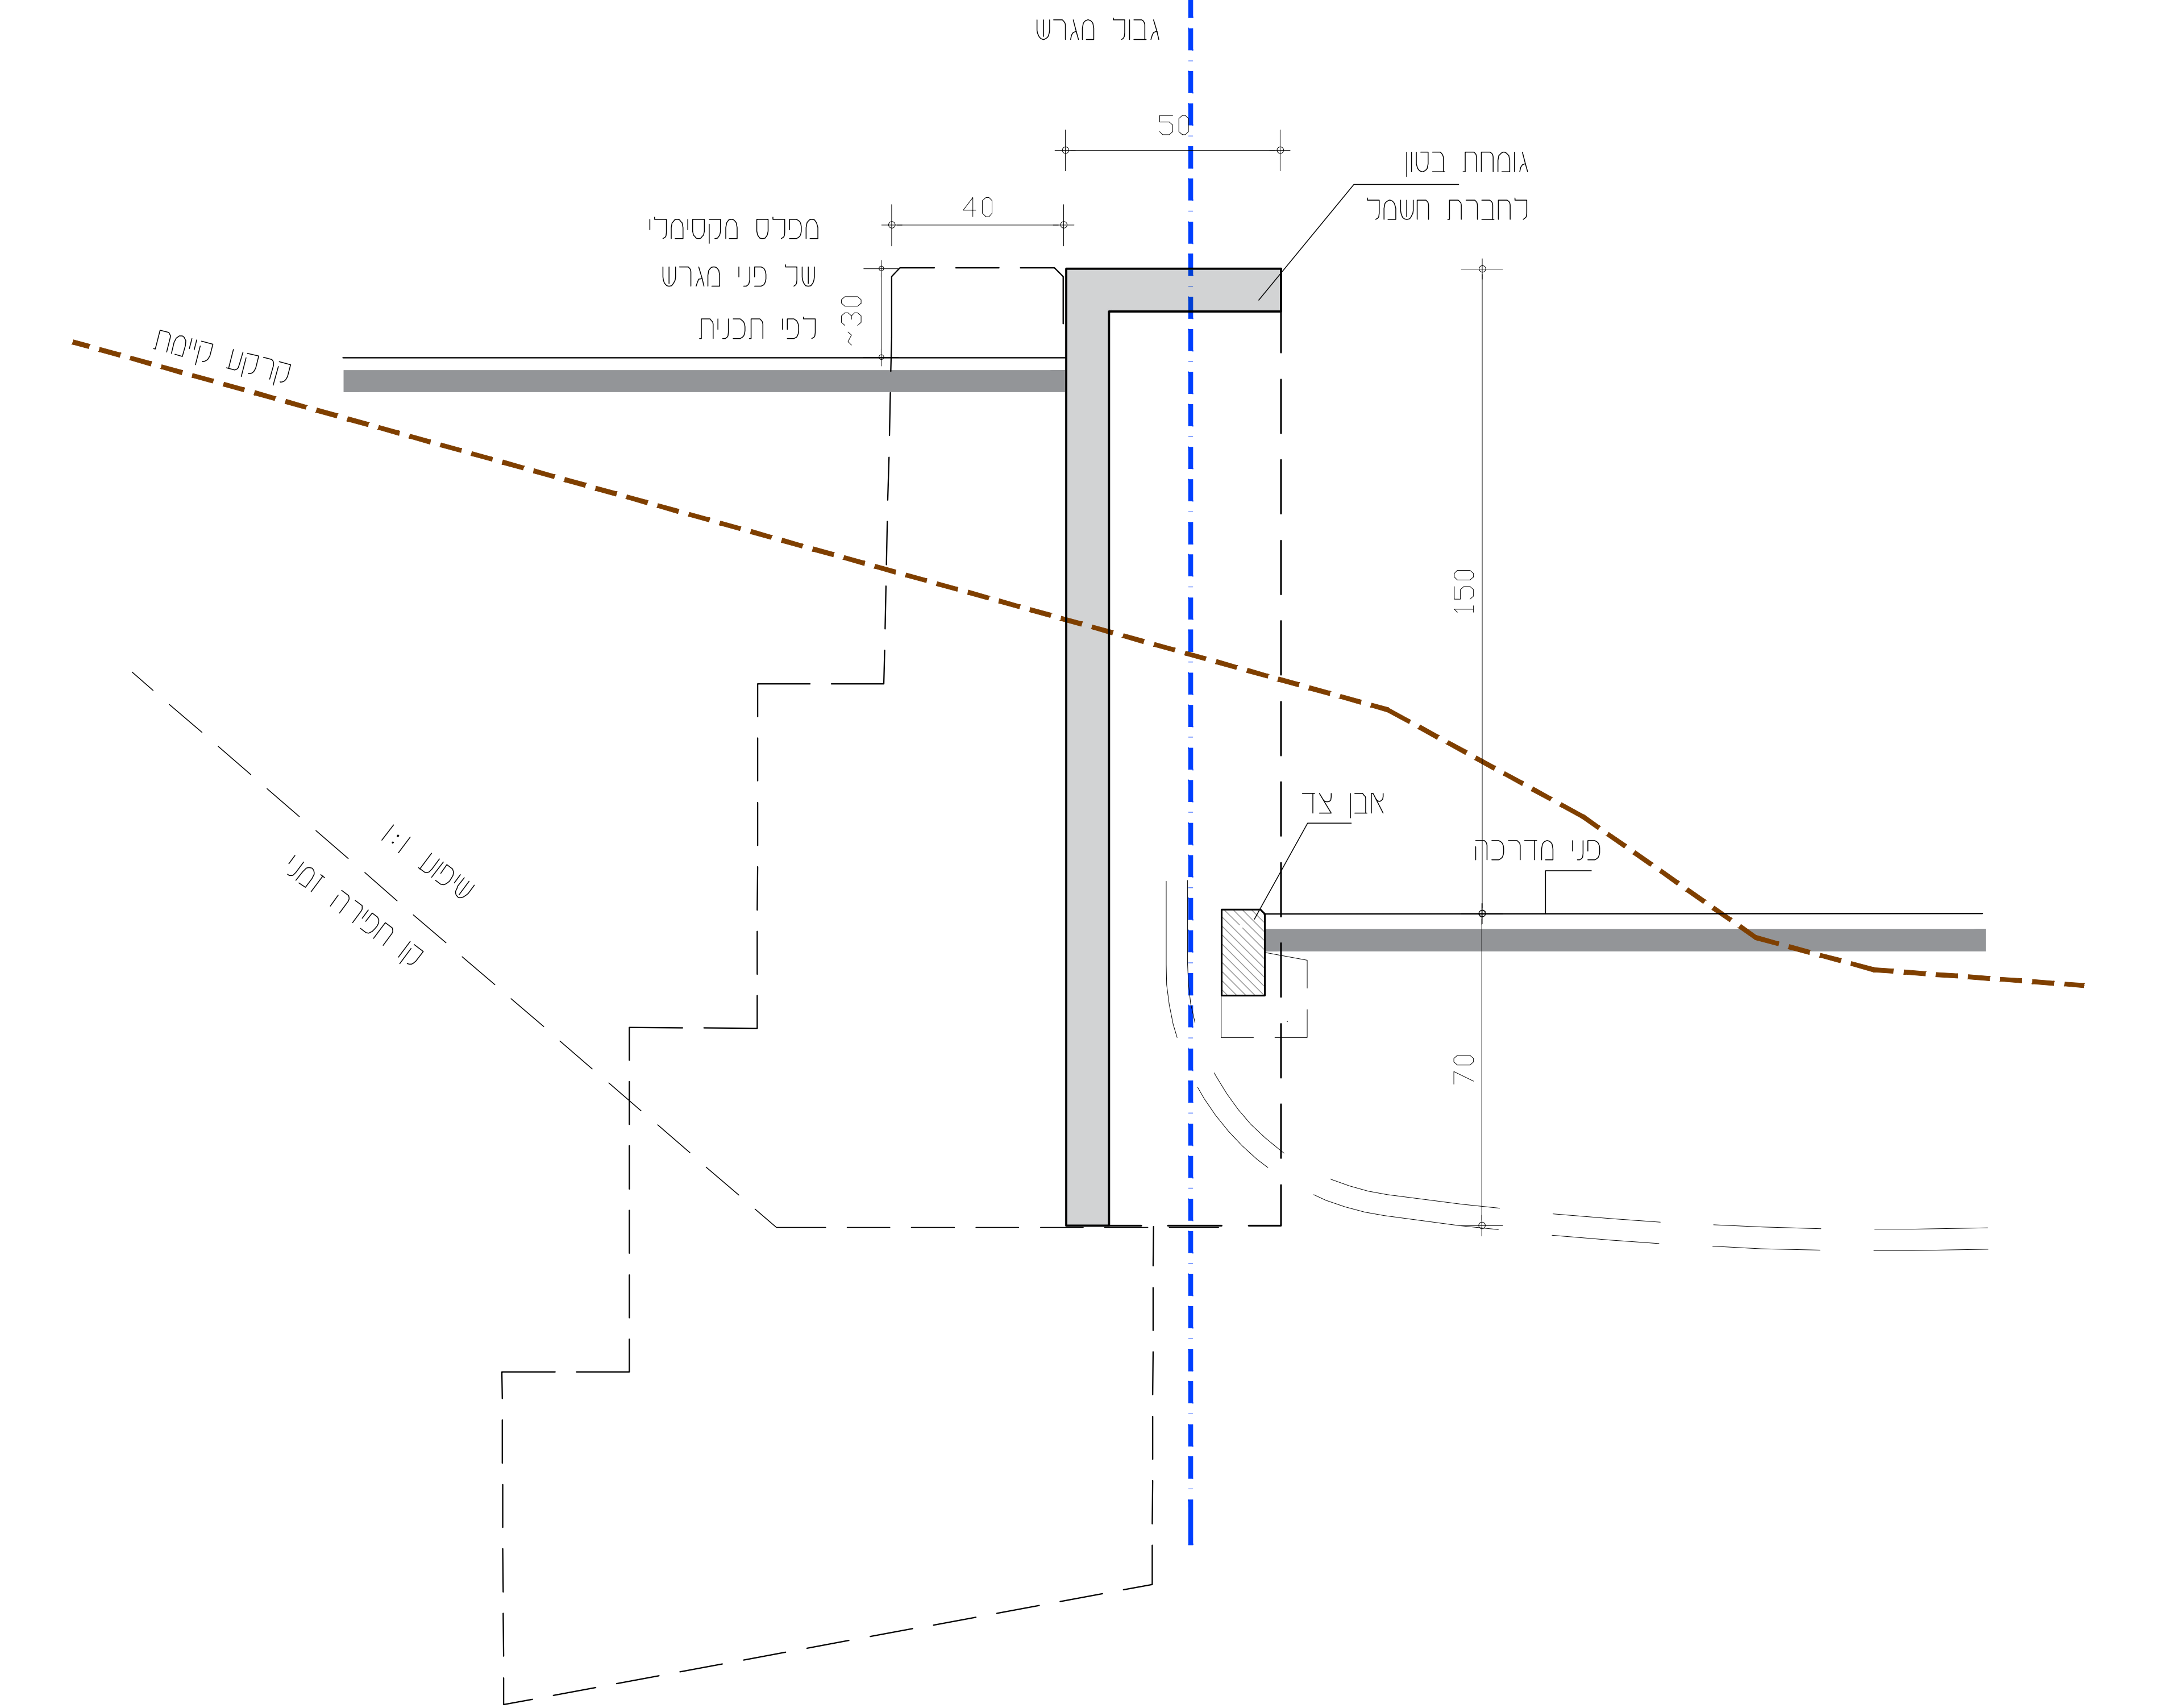 גבול מגרש
50
גומחת בטון
לחברת חשמל
40
מפלס מקסימלי
של פני מגרש
לפי תכנית
~30
קרקע קיימת
150
אבן צד
פני מדרכה
שיפוע 1:1
קו חפירה זמני
70